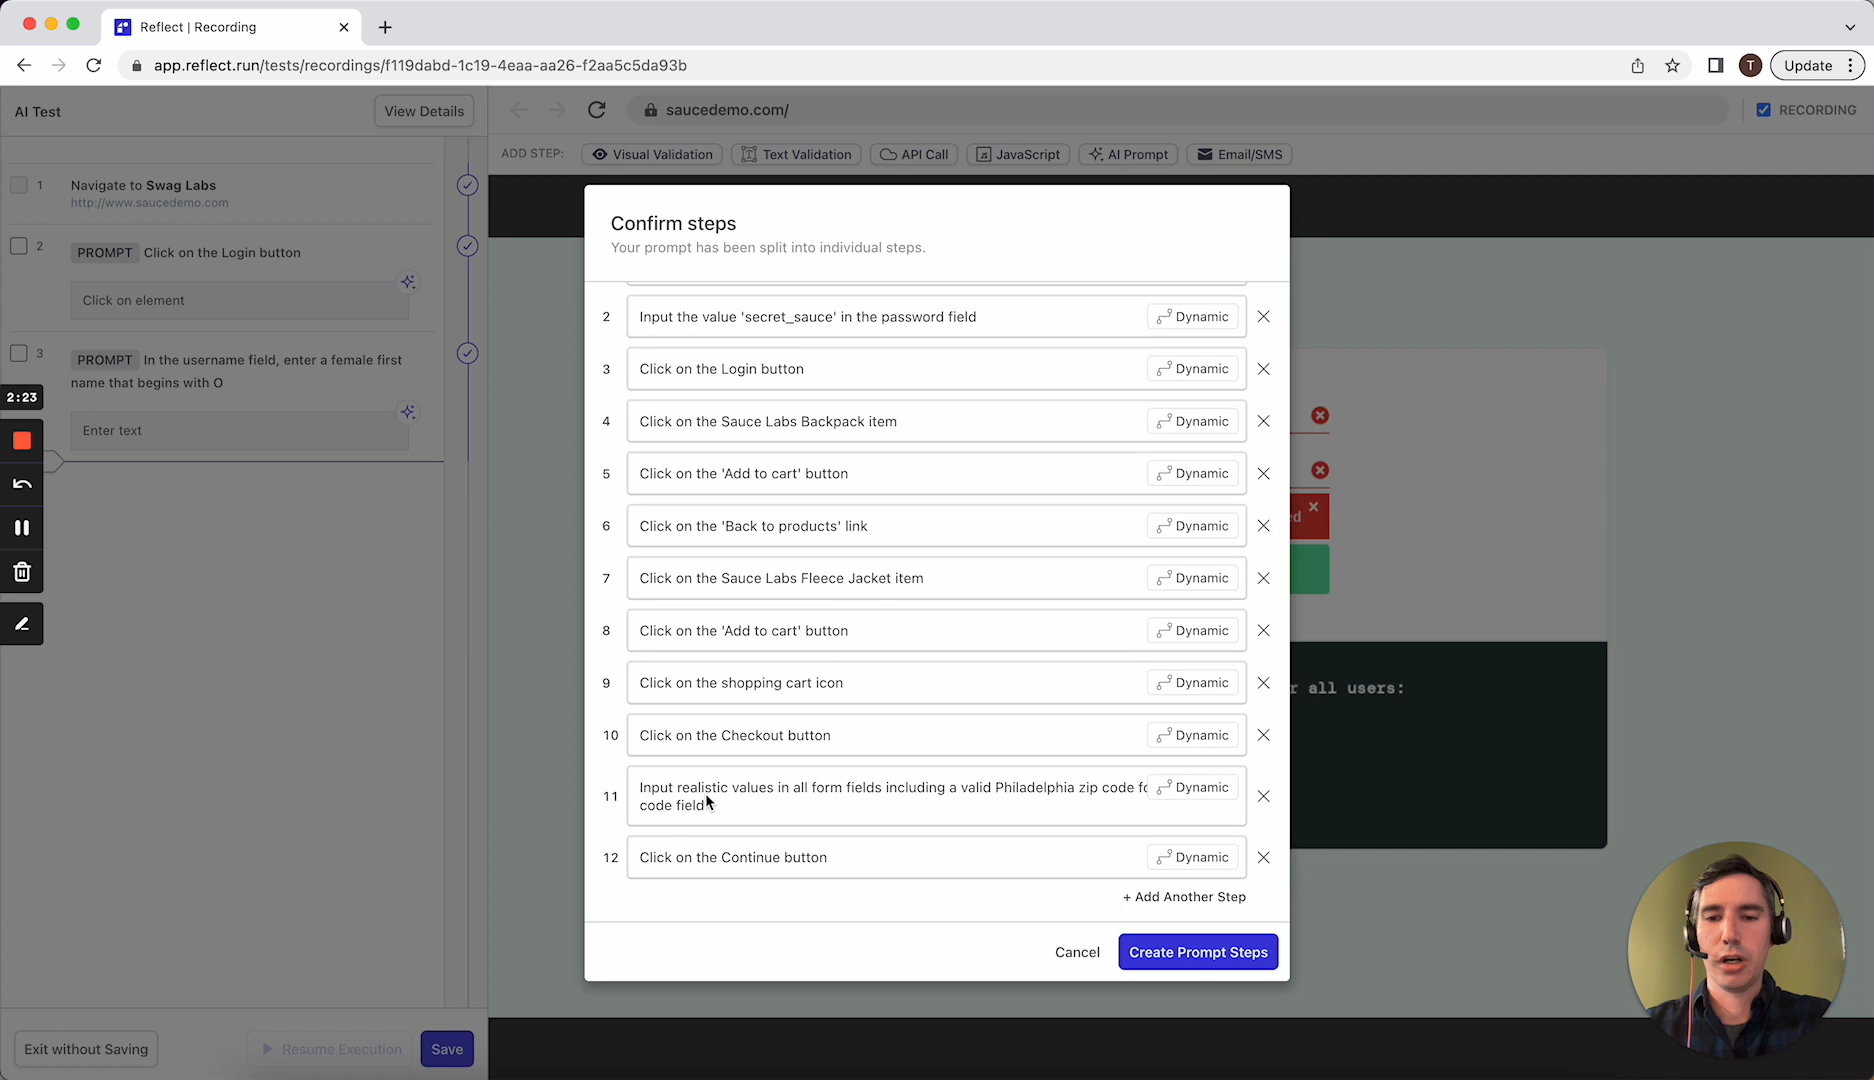 Reflect | Recording
app.reflect.run/tests/recordings/f119dabd-1c19-4eaa-aa26-f2aa5c5da93b
T
Update
AI Test
View Details
saucedemo.com/
RECORDING
ADD STEP:
Visual Validation
Text Validation
API Call
JavaScript
AI Prompt
Email/SMS
1
Navigate to Swag Labs
http://www.saucedemo.com
2
PROMPT Click on the Login button
Click on element
3
PROMPT In the username field, enter a female first
name that begins with O
Enter text
2:23
Confirm steps
Your prompt has been split into individual steps.
2 Input the value 'secret_sauce' in the password field Dynamic
3 Click on the Login button Dynamic
4 Click on the Sauce Labs Backpack item Dynamic
5 Click on the 'Add to cart' button Dynamic
6 Click on the 'Back to products' link Dynamic
7 Click on the Sauce Labs Fleece Jacket item Dynamic
8 Click on the 'Add to cart' button Dynamic
9 Click on the shopping cart icon Dynamic
10 Click on the Checkout button Dynamic
11 Input realistic values in all form fields including a valid Philadelphia zip code fo Dynamic
code field
12 Click on the Continue button Dynamic
+ Add Another Step
Cancel
Create Prompt Steps
ed
r all users:
Exit without Saving
Resume Execution
Save